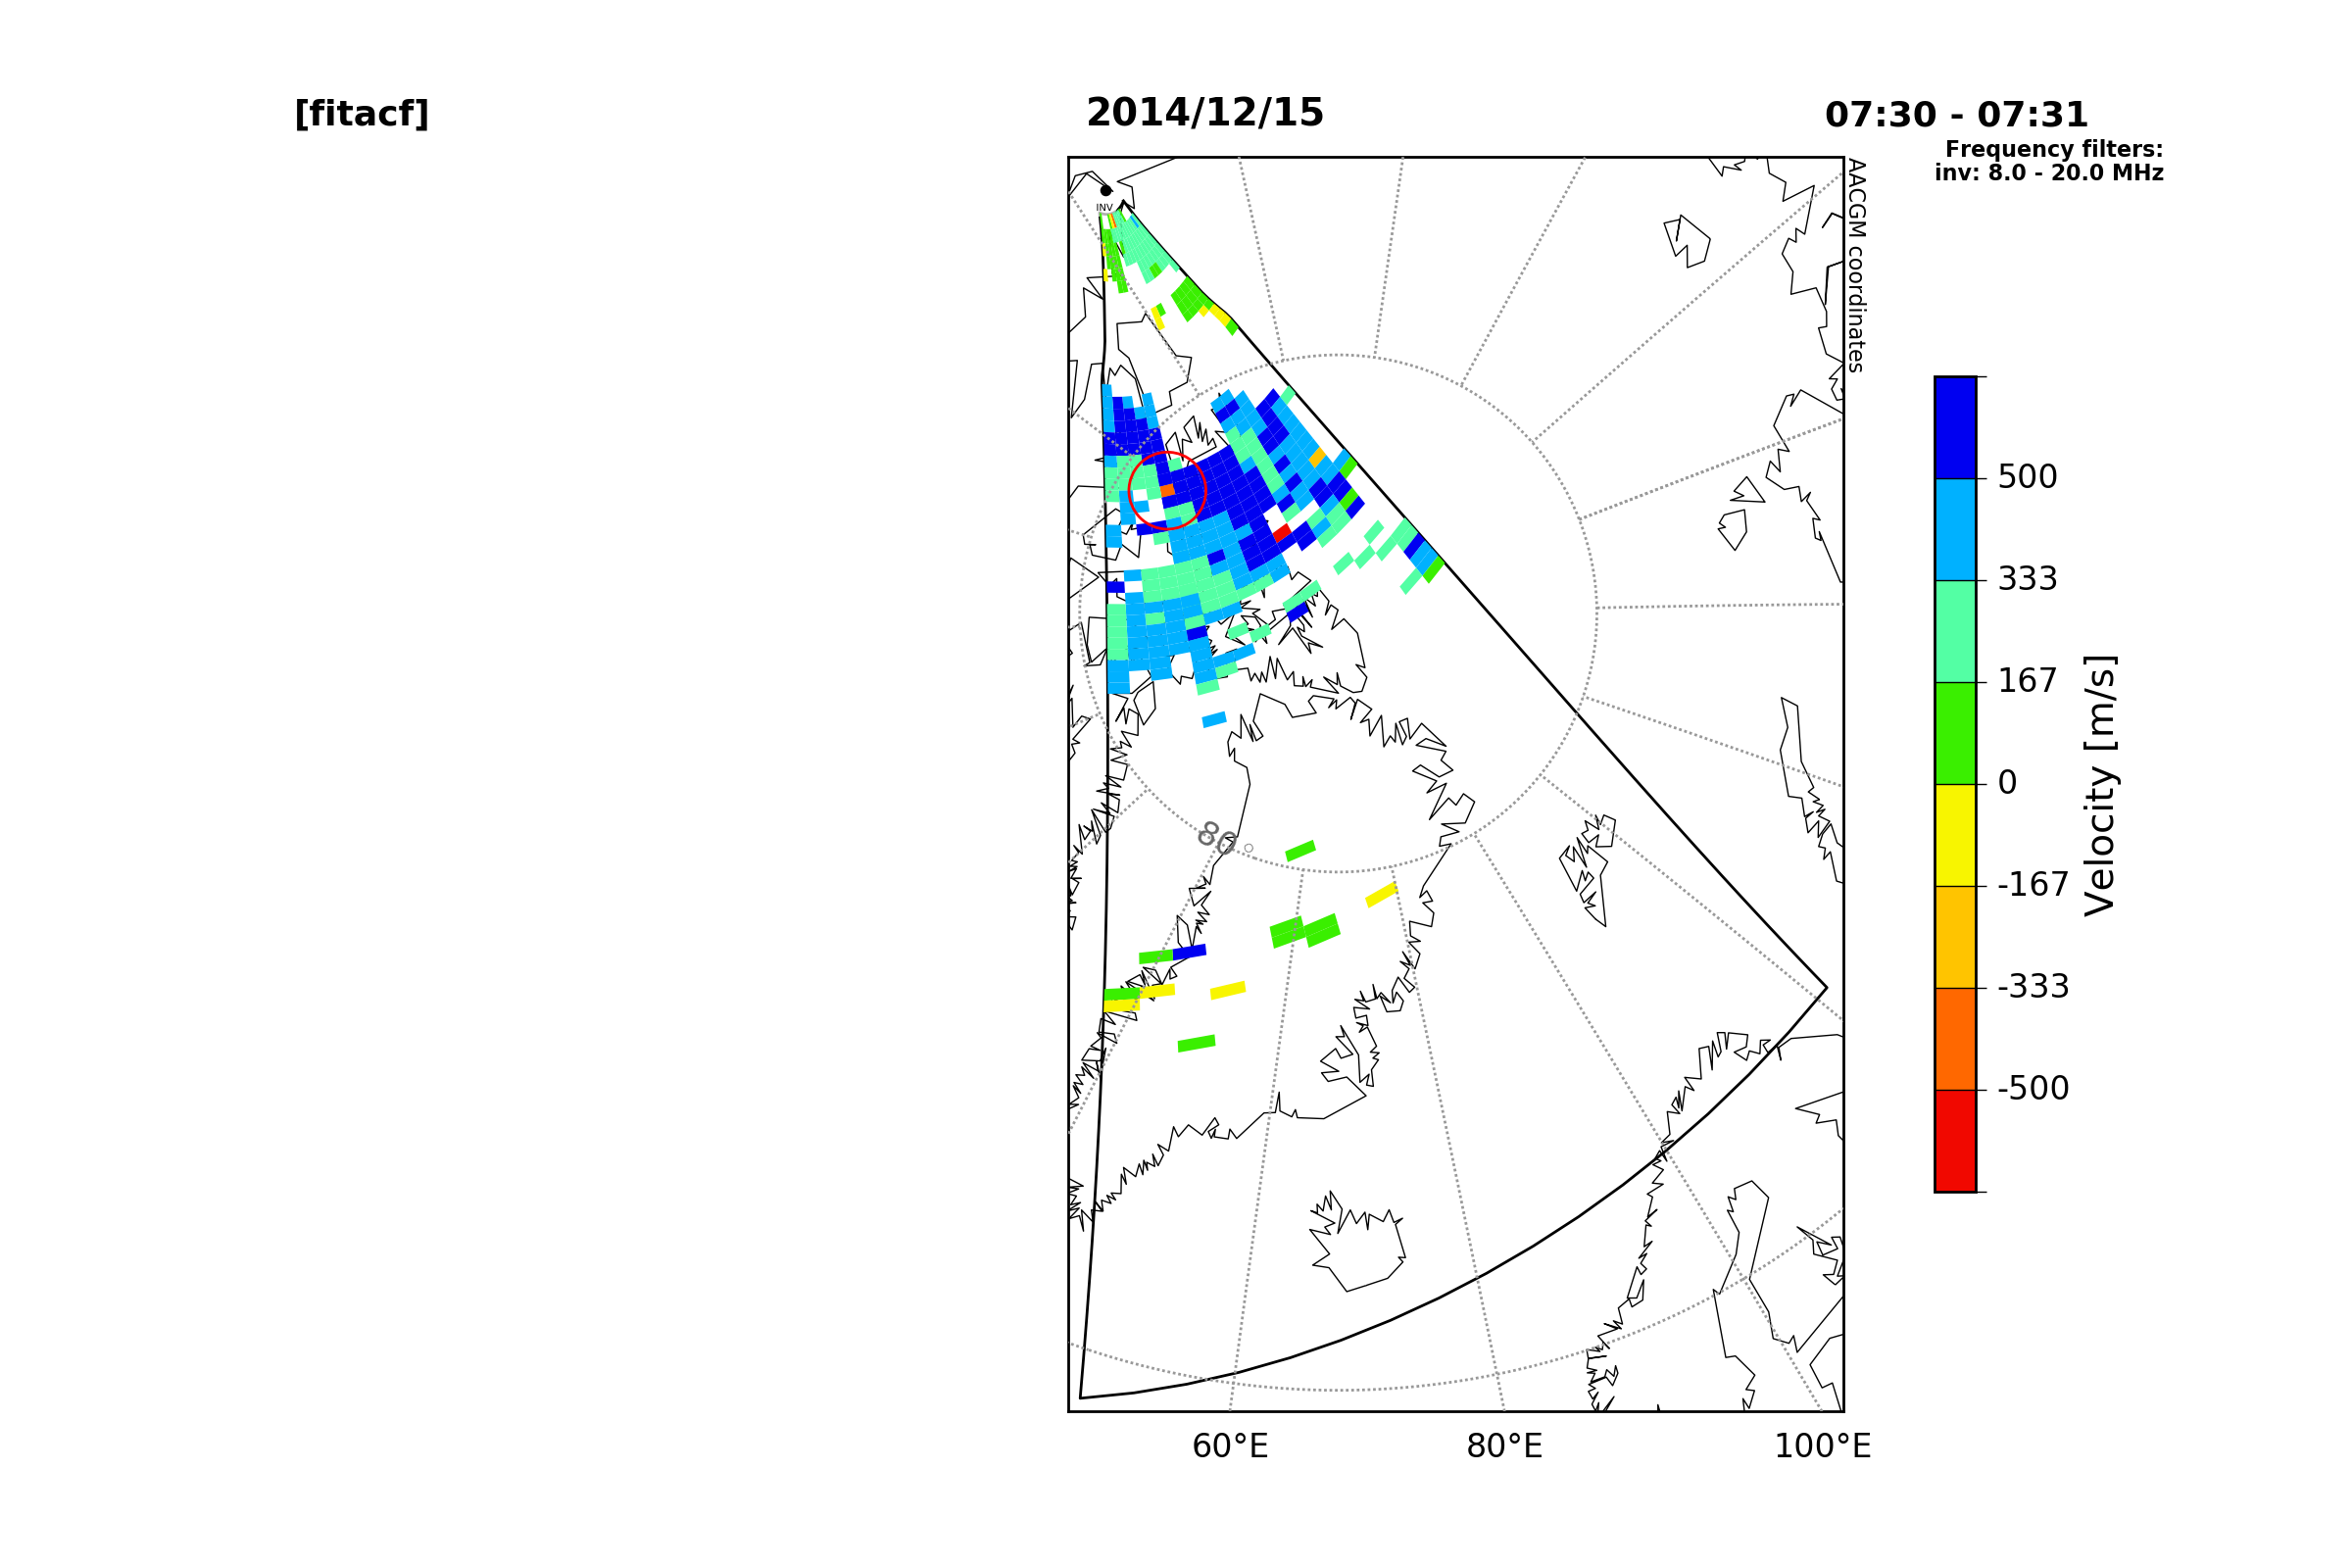 [fitacf]
2014/12/15
07:30 - 07:31
Frequency filters:
inv: 8.0 - 20.0 MHz
AACGM coordinates
INV
80°
500
333
167
0
-167
-333
-500
Velocity [m/s]
60°E
80°E
100°E